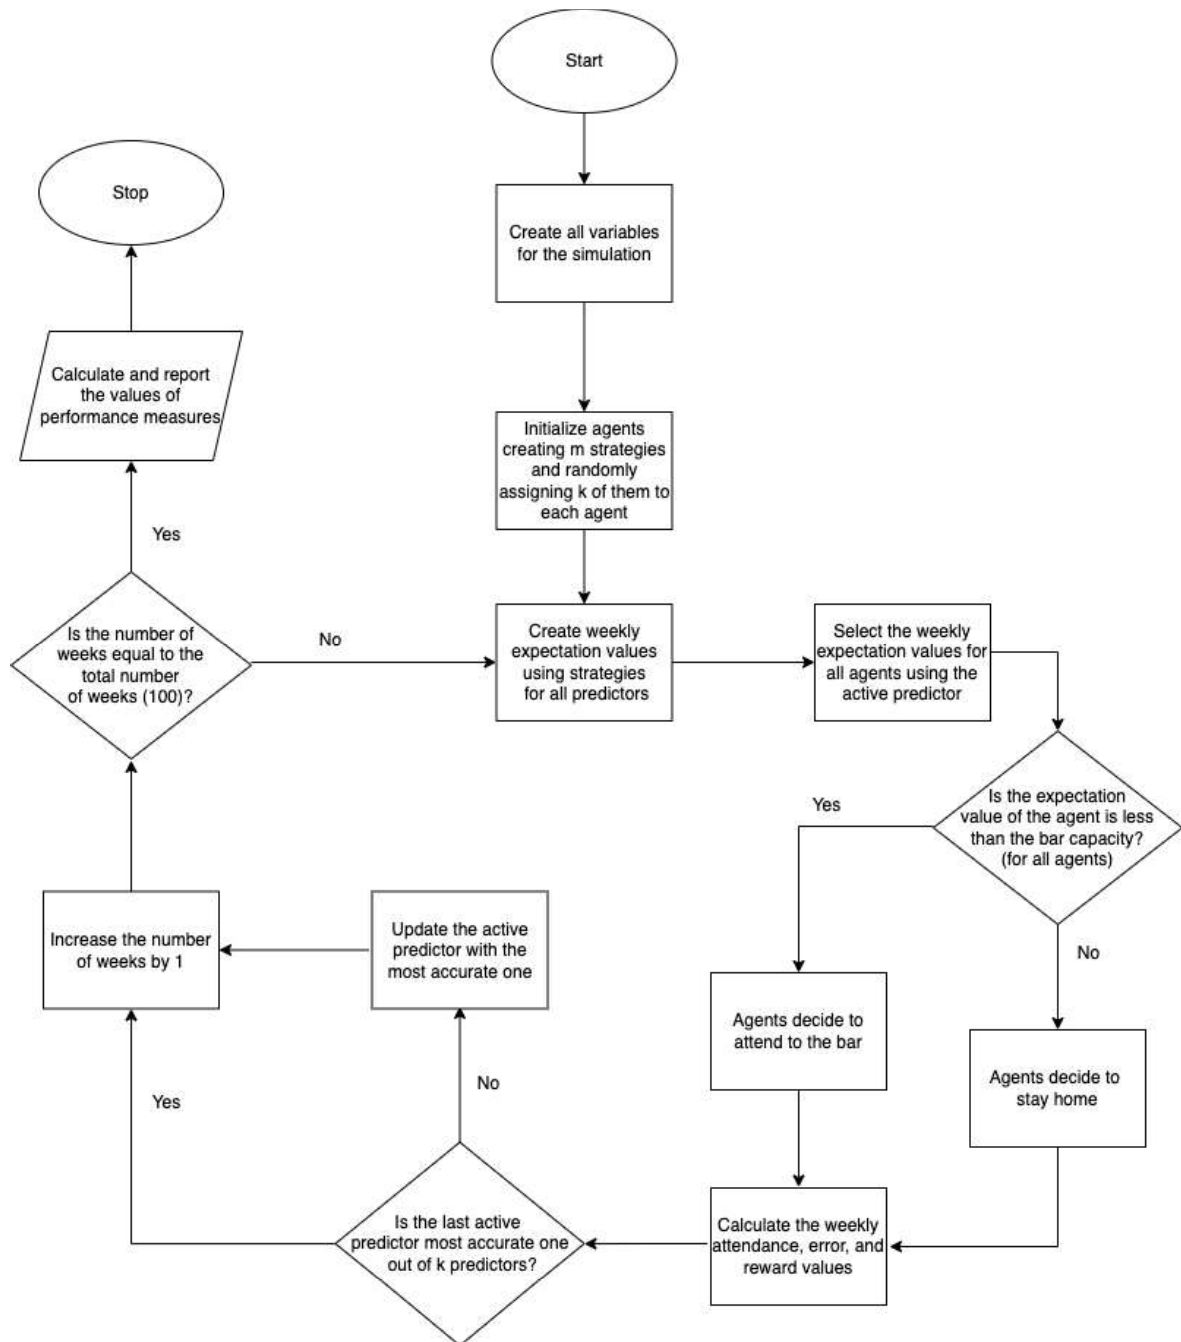 Start
Create all variables
for the simulation
Initialize agents
creating m strategies
and randomly
assigning k of them to
each agent
Create weekly
expectation values
using strategies
for all predictors
Select the weekly
expectation values for
all agents using the
active predictor
Is the expectation
value of the agent is less
than the bar capacity?
(for all agents)
Yes
No
Agents decide to
attend to the bar
Agents decide to
stay home
Calculate the weekly
attendance, error, and
reward values
Is the last active
predictor most accurate one
out of k predictors?
No
Yes
Update the active
predictor with the
most accurate one
Increase the number
of weeks by 1
Is the number of
weeks equal to the
total number
of weeks (100)?
No
Yes
Calculate and report
the values of
performance measures
Stop